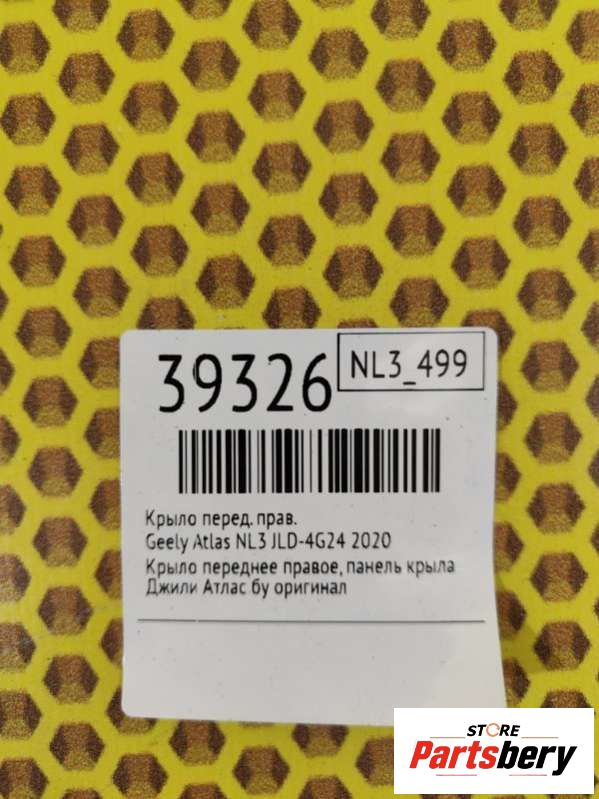 39326
NL3_499
Крыло перед. прав.
Geely Atlas NL3 JLD-4G24 2020
Крыло переднее правое, панель крыла
Джили Атлас бу оригинал
STORE
Partsbery